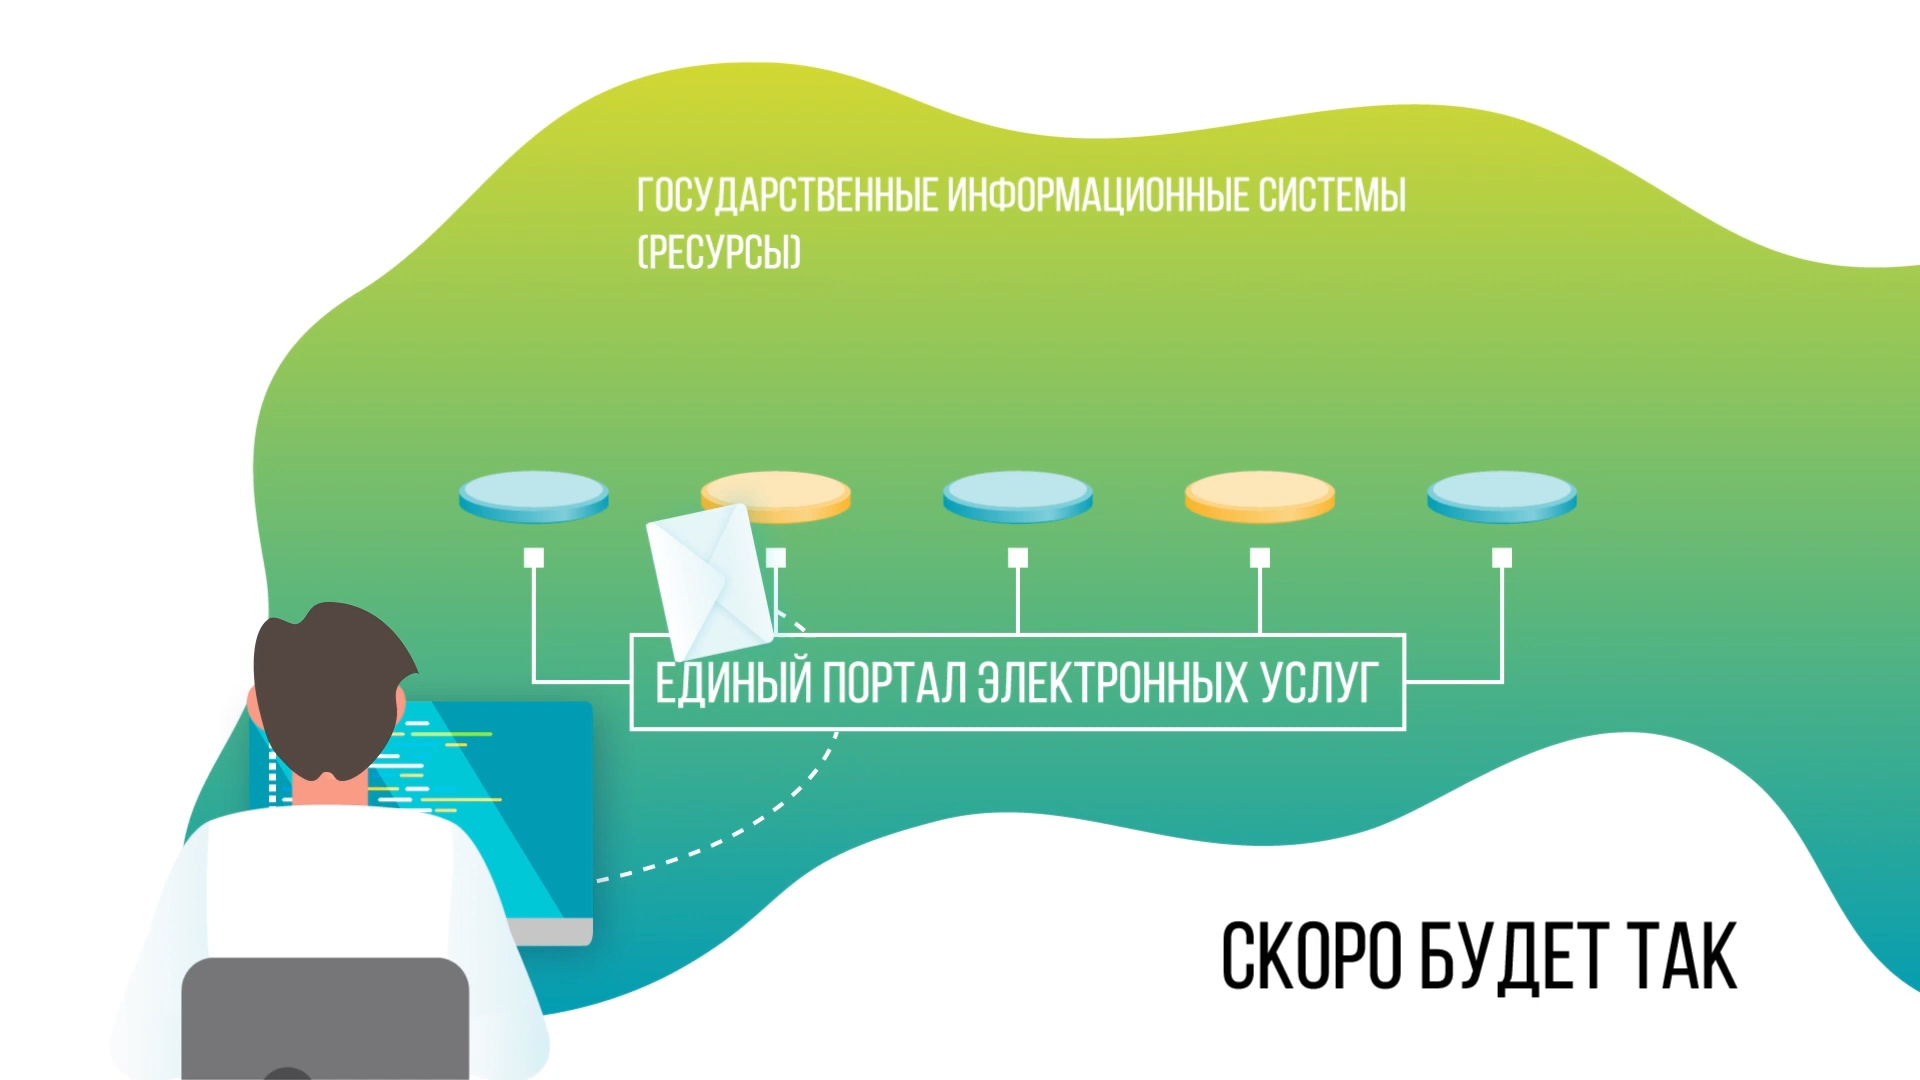 ГОСУДАРСТВЕННЫЕ ИНФОРМАЦИОННЫЕ СИСТЕМЫ
(РЕСУРСЫ)
ЕДИНЫЙ ПОРТАЛ ЭЛЕКТРОННЫХ УСЛУГ
СКОРО БУДЕТ ТАК